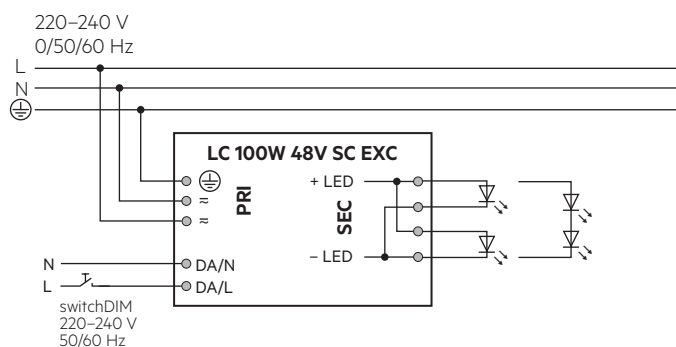 220–240 V
0/50/60 Hz
L
N
LC 100W 48V SC EXC
PRI
≂
≂
+ LED
SEC
– LED
N
DA/N
L
DA/L
switchDIM
220–240 V
50/60 Hz